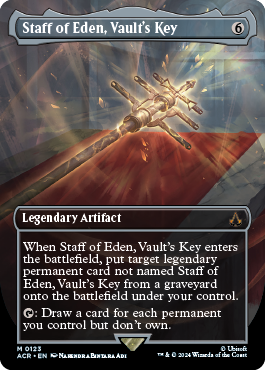 Staff of Eden, Vault's Key 6
Legendary Artifact
When Staff of Eden, Vault's Key enters
the battlefield, put target legendary
permanent card not named Staff of
Eden, Vault's Key from a graveyard
onto the battlefield under your control.
: Draw a card for each permanent
you control but don't own.
M 0123
ACR • EN Narendra Bintara Adi
© Ubisoft
™ & © 2024 Wizards of the Coast